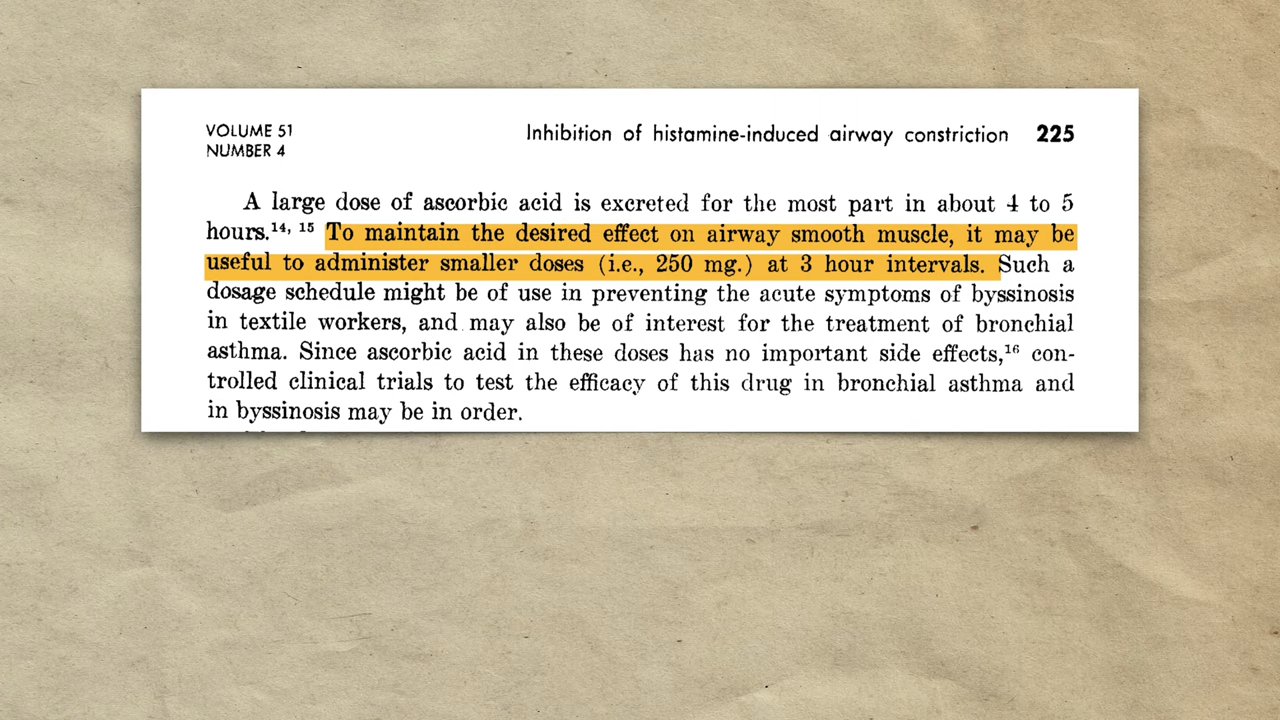 VOLUME 51
NUMBER 4
Inhibition of histamine-induced airway constriction 225
A large dose of ascorbic acid is excreted for the most part in about 4 to 5
hours.14, 15 To maintain the desired effect on airway smooth muscle, it may be
useful to administer smaller doses (i.e., 250 mg.) at 3 hour intervals. Such a
dosage schedule might be of use in preventing the acute symptoms of byssinosis
in textile workers, and may also be of interest for the treatment of bronchial
asthma. Since ascorbic acid in these doses has no important side effects,16 con-
trolled clinical trials to test the efficacy of this drug in bronchial asthma and
in byssinosis may be in order.